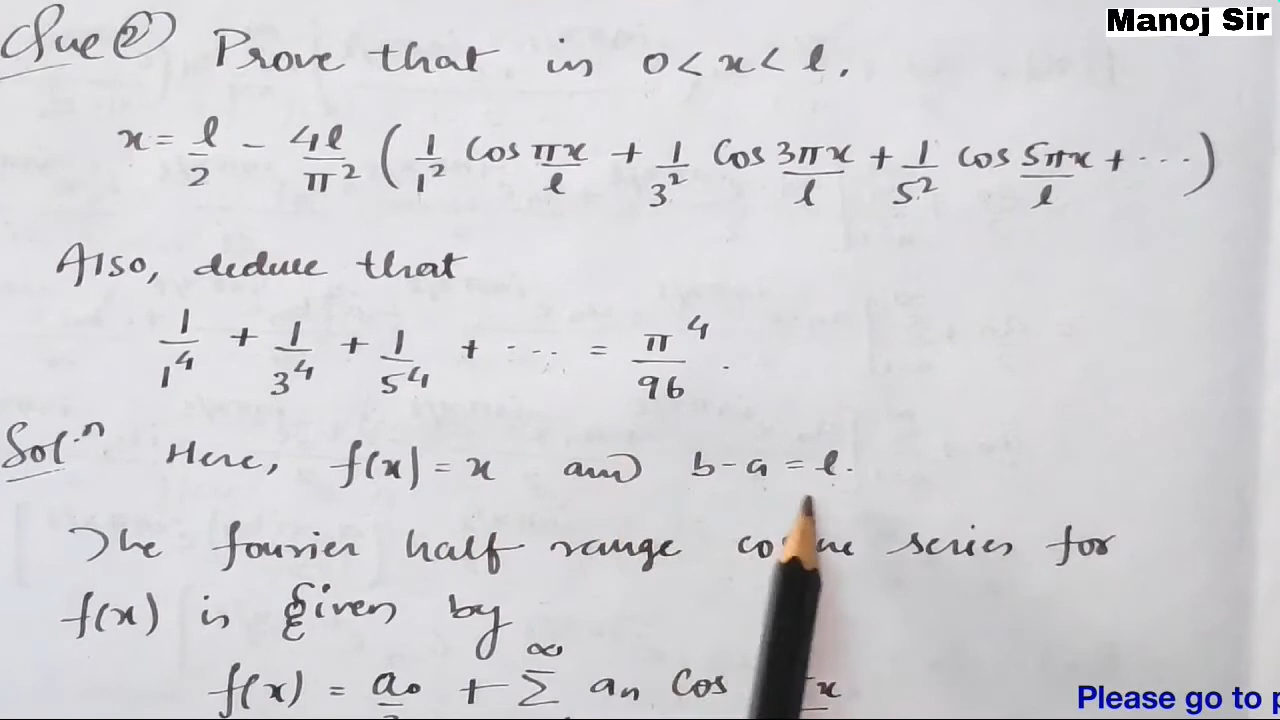 Manoj Sir
Que ② Prove that in 0 < x < l.
x = l/2 - 4l/π² ( 1/1² Cos πx/l + 1/3² Cos 3πx/l + 1/5² Cos 5πx/l + ... )
Also, deduce that
1/1⁴ + 1/3⁴ + 1/5⁴ + ... = π⁴/96 .
Sol.ⁿ Here, f(x) = x and b-a = l.
The fourier half range series for
f(x) is given by
f(x) = a₀ + ∑ ∞ aₙ Cos x
Please go to p